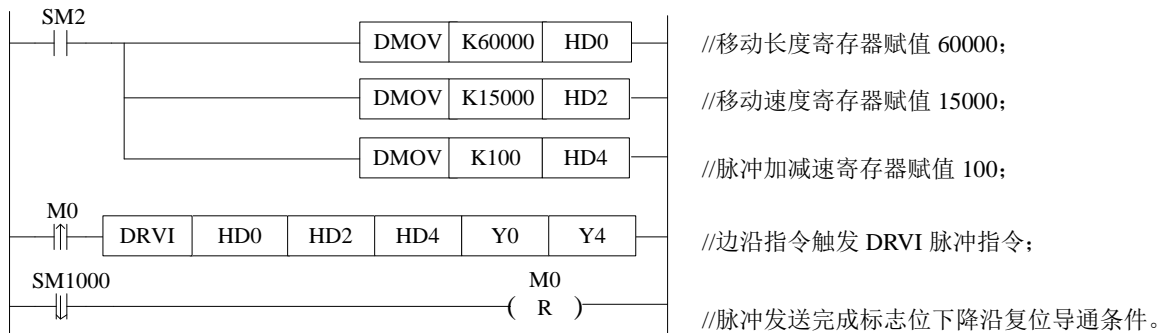 SM2
DMOV K60000 HD0 //移动长度寄存器赋值 60000；
DMOV K15000 HD2 //移动速度寄存器赋值 15000；
DMOV K100 HD4 //脉冲加减速寄存器赋值 100；
M0
DRVI HD0 HD2 HD4 Y0 Y4 //边沿指令触发 DRVI 脉冲指令；
SM1000 M0
( R )
//脉冲发送完成标志位下降沿复位导通条件。